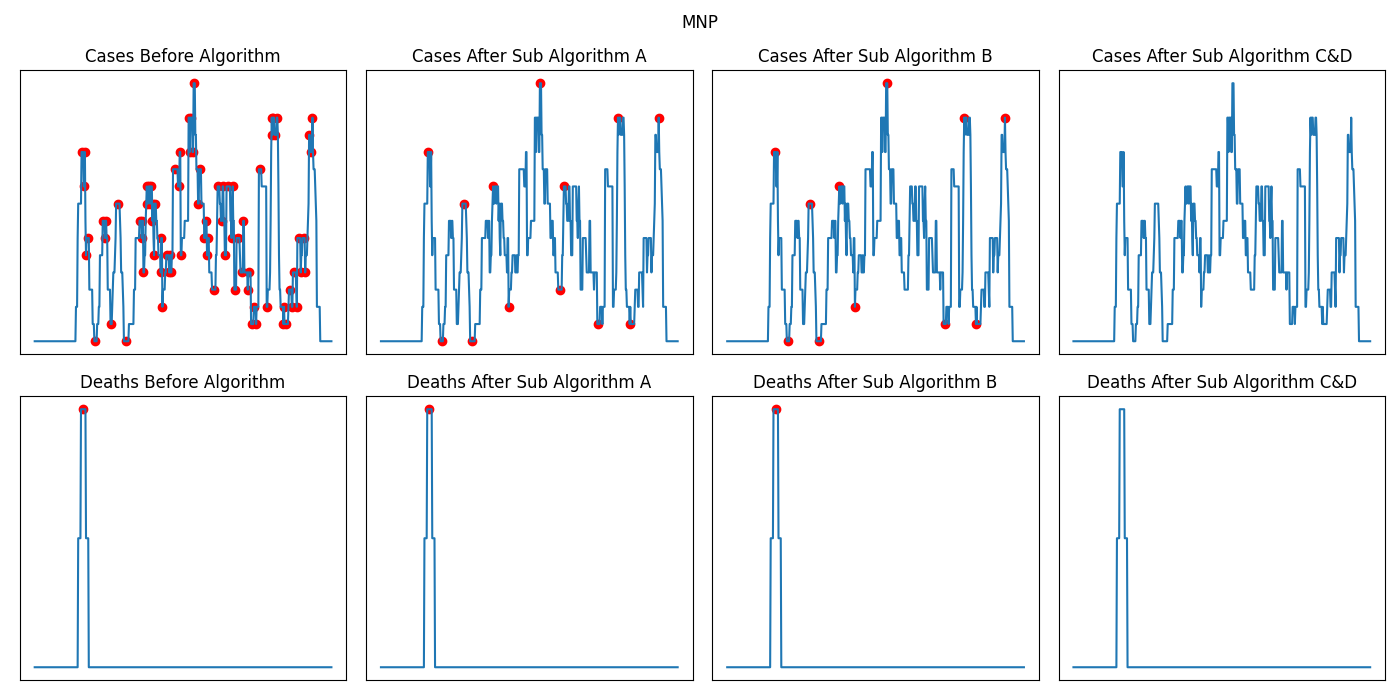 MNP
Cases Before Algorithm
Cases After Sub Algorithm A
Cases After Sub Algorithm B
Cases After Sub Algorithm C&D
Deaths Before Algorithm
Deaths After Sub Algorithm A
Deaths After Sub Algorithm B
Deaths After Sub Algorithm C&D